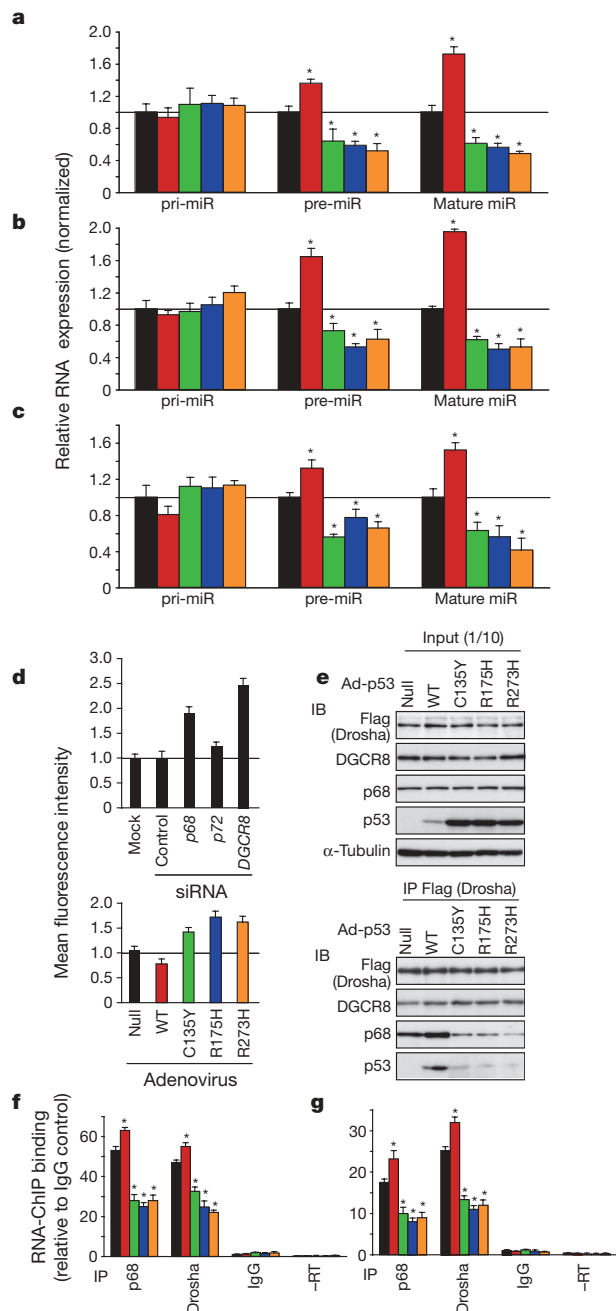 a
2.0
1.6
1.2
0.8
0.4
0
pri-miR
pre-miR
Mature miR
* * * * * * * *
b
2.0
1.6
1.2
0.8
0.4
0
pri-miR
pre-miR
Mature miR
* * * * * * * *
Relative RNA expression (normalized)
c
1.6
1.2
0.8
0.4
0
pri-miR
pre-miR
Mature miR
* * * * * * * *
d
Mean fluorescence intensity
3.0
2.5
2.0
1.5
1.0
0.5
0
Mock
Control
p68
p72
DGCR8
siRNA
2.0
1.5
1.0
0.5
0
Null
WT
C135Y
R175H
R273H
Adenovirus
e
Input (1/10)
Ad-p53
Null
WT
C135Y
R175H
R273H
IB
Flag
(Drosha)
DGCR8
p68
p53
α-Tubulin
IP Flag (Drosha)
Ad-p53
Null
WT
C135Y
R175H
R273H
IB
Flag
(Drosha)
DGCR8
p68
p53
f
RNA-ChIP binding
(relative to IgG control)
60
40
20
0
* * * * * * * *
IP
p68
Drosha
IgG
–RT
g
30
20
10
0
* * * * * * * *
IP
p68
Drosha
IgG
–RT